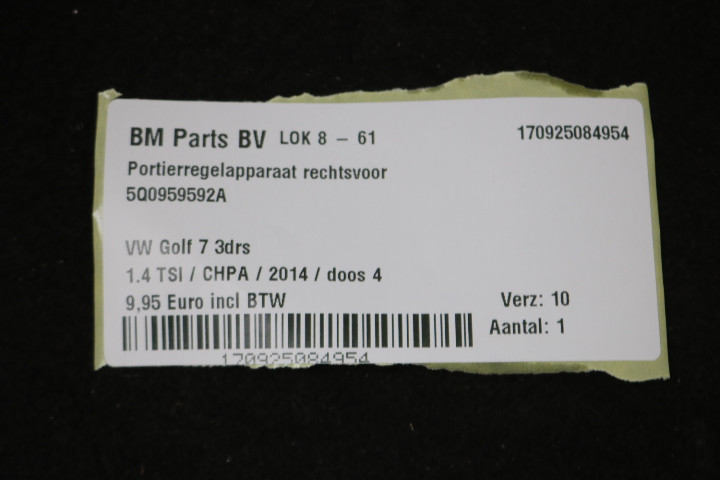 BM Parts BV LOK 8 - 61 170925084954
Portierregelapparaat rechtsvoor
5Q0959592A
VW Golf 7 3drs
1.4 TSI / CHPA / 2014 / doos 4
9,95 Euro incl BTW Verz: 10
Aantal: 1
170925084954